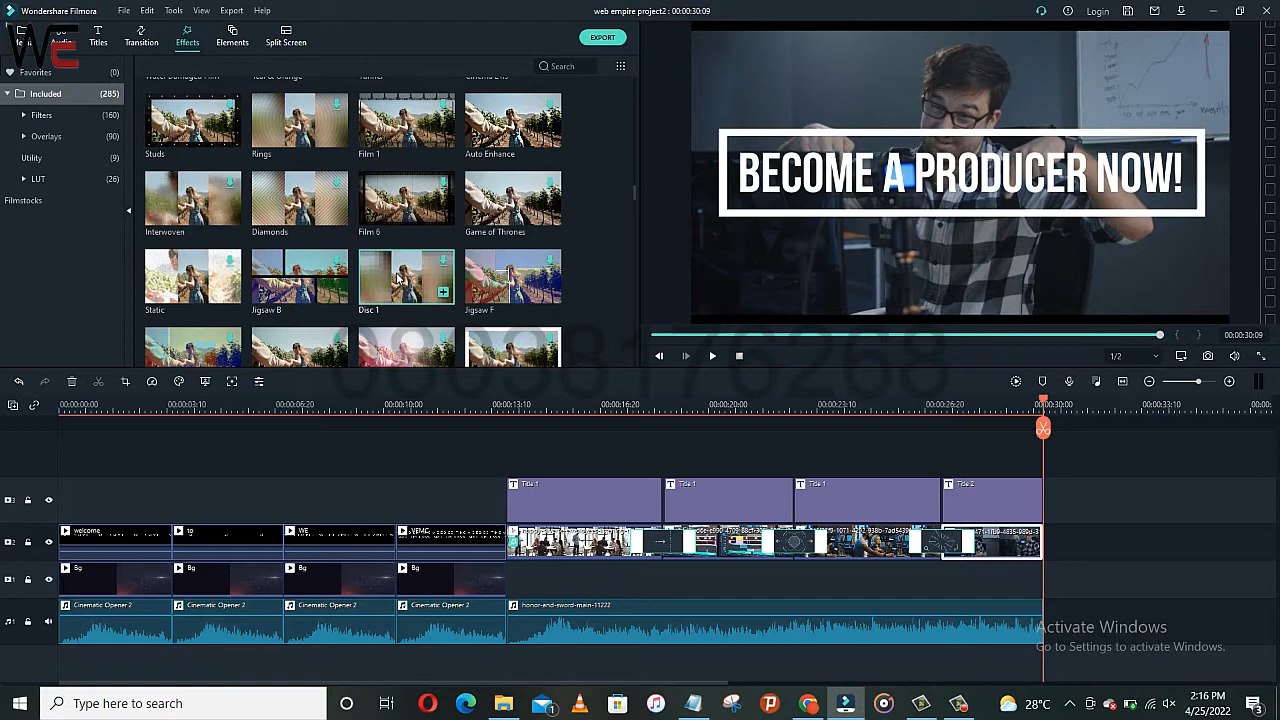 Wondershare Filmora
File Edit Tools View Export Help
web empire project2 : 00:00:30:09
Login
WE
Titles
Transition
Effects
Elements
Split Screen
EXPORT
Search
Favorites (0)
Included (285)
Filters (160)
Overlays (90)
Utility (9)
LUT (26)
Filmstocks
Studs
Rings
Film 1
Auto Enhance
Interwoven
Diamonds
Film 6
Game of Thrones
Static
Jigsaw B
Disc 1
Jigsaw F
BECOME A PRODUCER NOW!
00:00:30:09
1/2
00:00:00:00
00:00:03:10
00:00:06:20
00:00:10:00
00:00:13:10
00:00:16:20
00:00:20:00
00:00:23:10
00:00:26:20
00:00:30:00
00:00:33:10
Title 1
Title 1
Title 1
Title 2
welcome
to
WE
VEMC
Bg
Bg
Bg
Bg
Cinematic Opener 2
Cinematic Opener 2
Cinematic Opener 2
Cinematic Opener 2
honor-and-sword-main-11222
Activate Windows
Go to Settings to activate Windows.
Type here to search
28°C
2:16 PM
4/25/2022